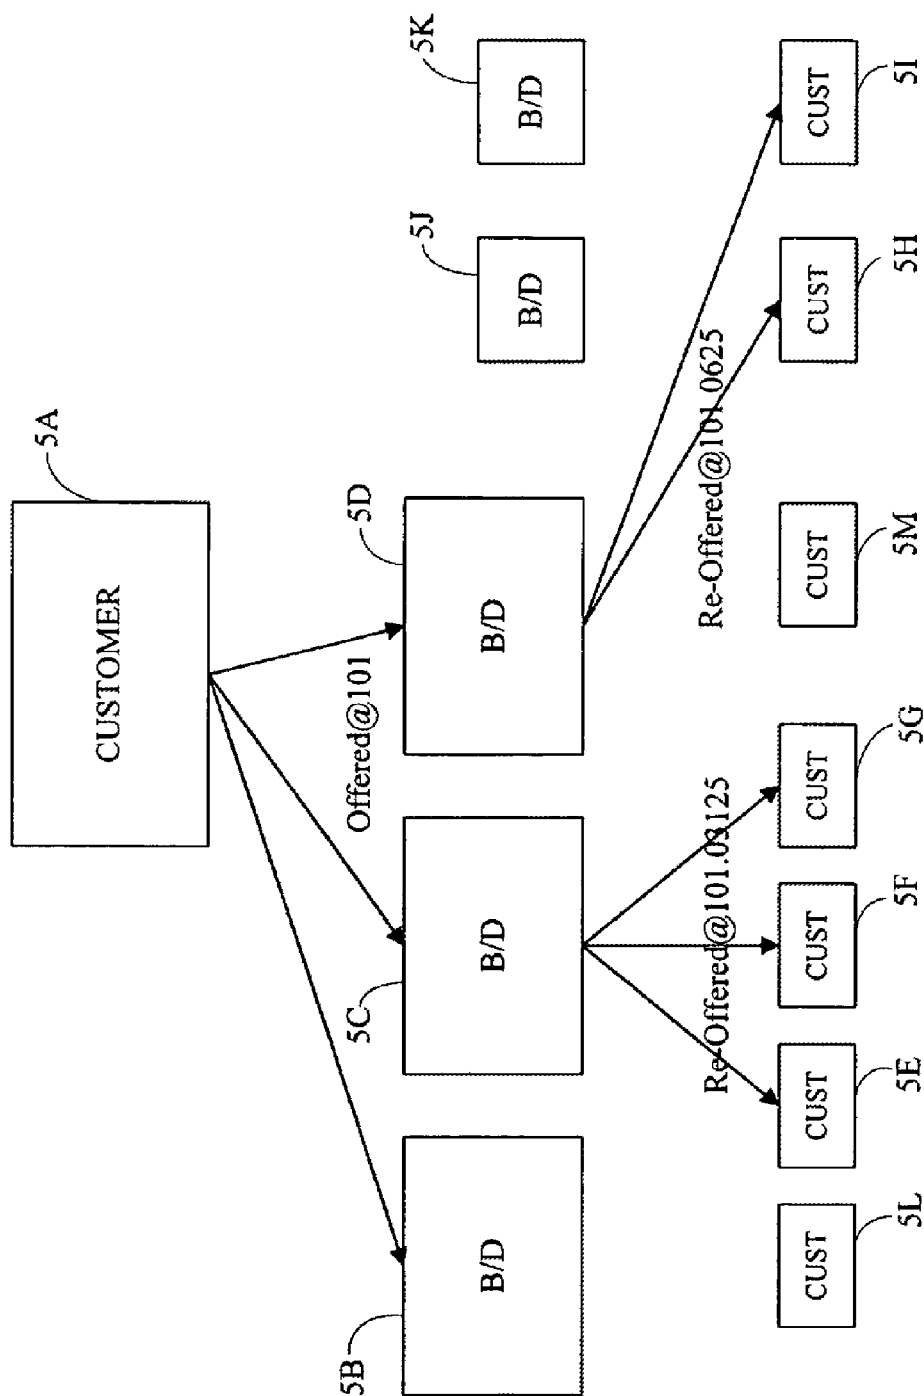 CUSTOMER
5A
Offered@101
5B
B/D
5C
B/D
5D
B/D
5J
B/D
5K
B/D
Re-Offered@101.03125
Re-Offered@101.0625
CUST
5L
CUST
5E
CUST
5F
CUST
5G
CUST
5M
CUST
5H
CUST
5I